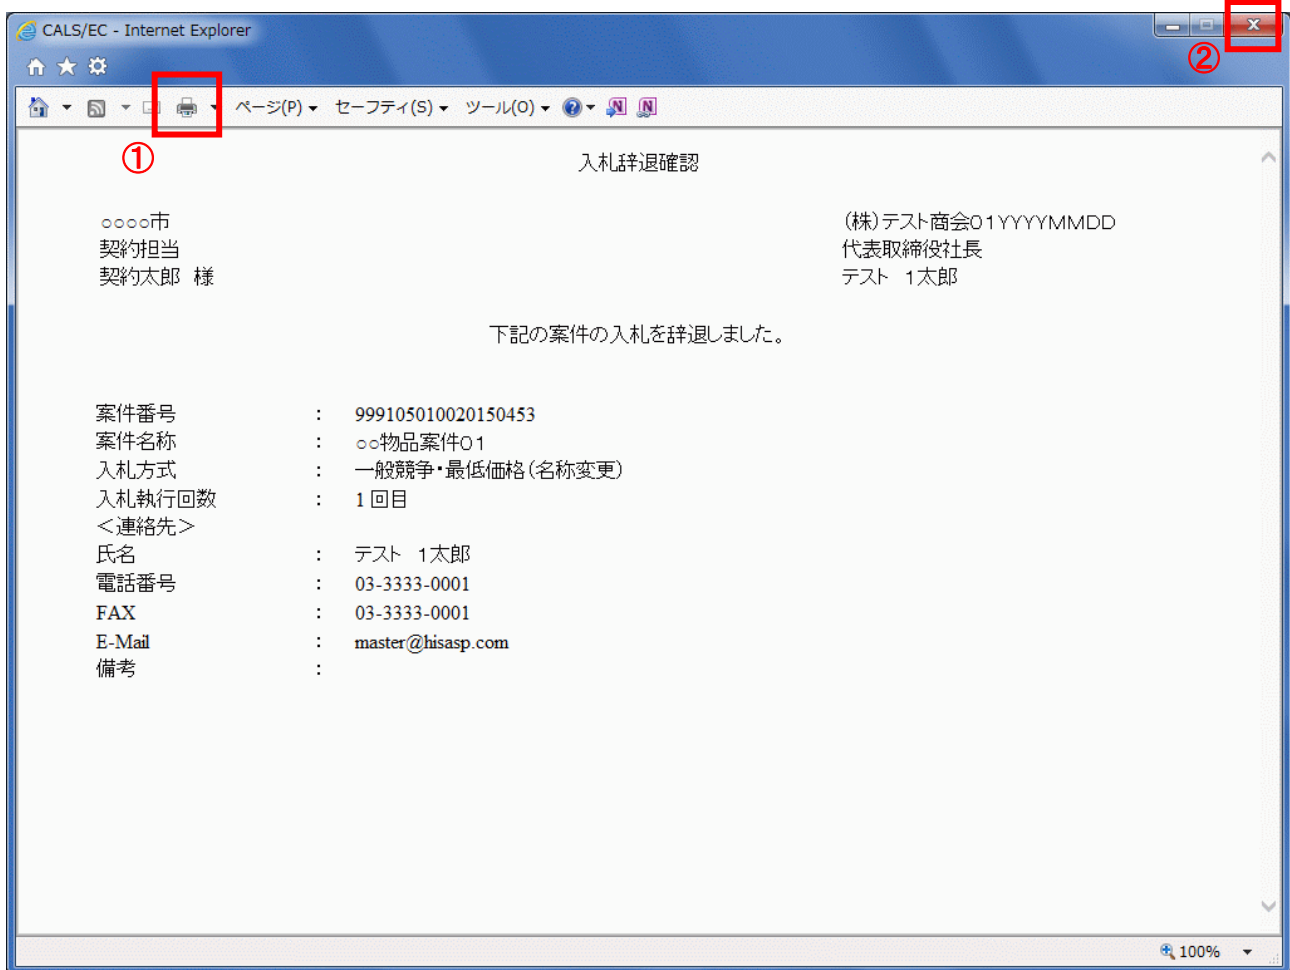 CALS/EC - Internet Explorer
②
ページ(P) セーフティ(S) ツール(O)
①
入札辞退確認
○○○○市
契約担当
契約太郎 様
(株)テスト商会01YYYYMMDD
代表取締役社長
テスト 1太郎
下記の案件の入札を辞退しました。
案件番号 : 999105010020150453
案件名称 : ○○物品案件01
入札方式 : 一般競争・最低価格(名称変更)
入札執行回数 : 1回目
<連絡先>
氏名 : テスト 1太郎
電話番号 : 03-3333-0001
FAX : 03-3333-0001
E-Mail : master@hisasp.com
備考 :
100%